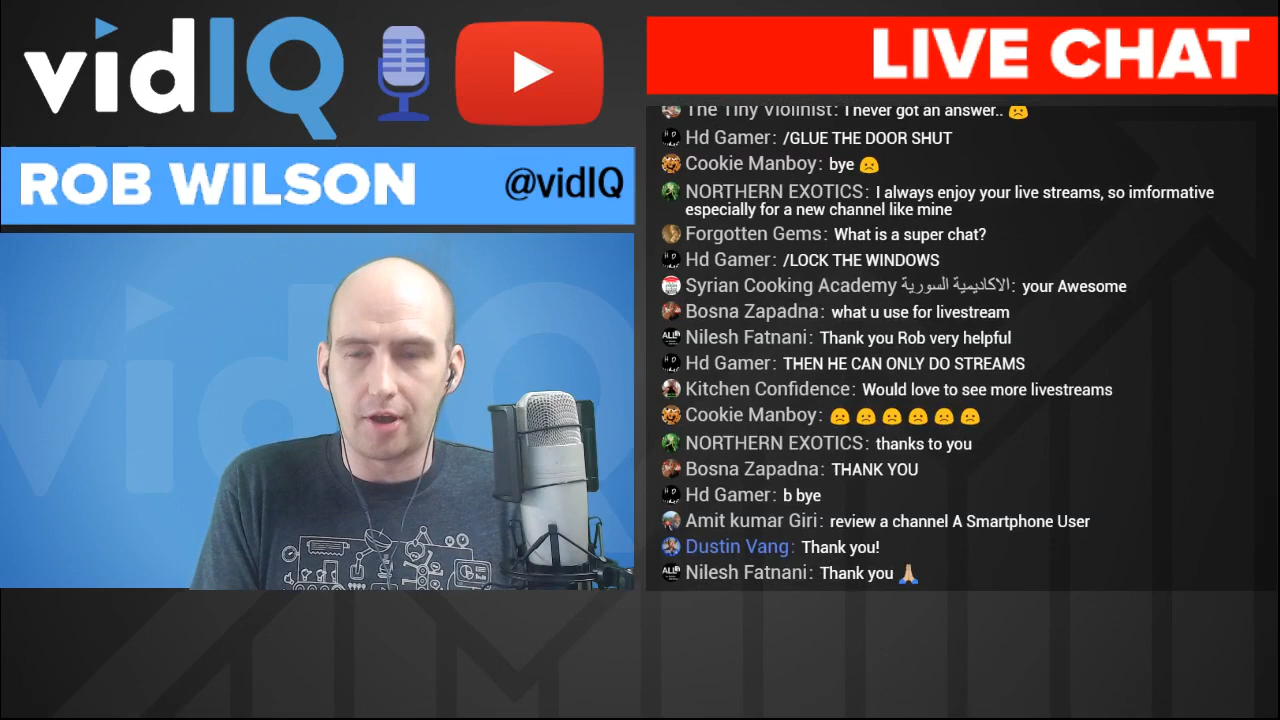 vidIQ
LIVE CHAT
ROB WILSON
@vidIQ
The Tiny Violinist: I never got an answer.. 🙁
Hd Gamer: /GLUE THE DOOR SHUT
Cookie Manboy: bye 🙁
NORTHERN EXOTICS: I always enjoy your live streams, so imformative
especially for a new channel like mine
Forgotten Gems: What is a super chat?
Hd Gamer: /LOCK THE WINDOWS
Syrian Cooking Academy الاكاديمية السورية: your Awesome
Bosna Zapadna: what u use for livestream
Nilesh Fatnani: Thank you Rob very helpful
Hd Gamer: THEN HE CAN ONLY DO STREAMS
Kitchen Confidence: Would love to see more livestreams
Cookie Manboy: 🙁 🙁 🙁 🙁 🙁 🙁
NORTHERN EXOTICS: thanks to you
Bosna Zapadna: THANK YOU
Hd Gamer: b bye
Amit kumar Giri: review a channel A Smartphone User
Dustin Vang: Thank you!
Nilesh Fatnani: Thank you 🙏🏼